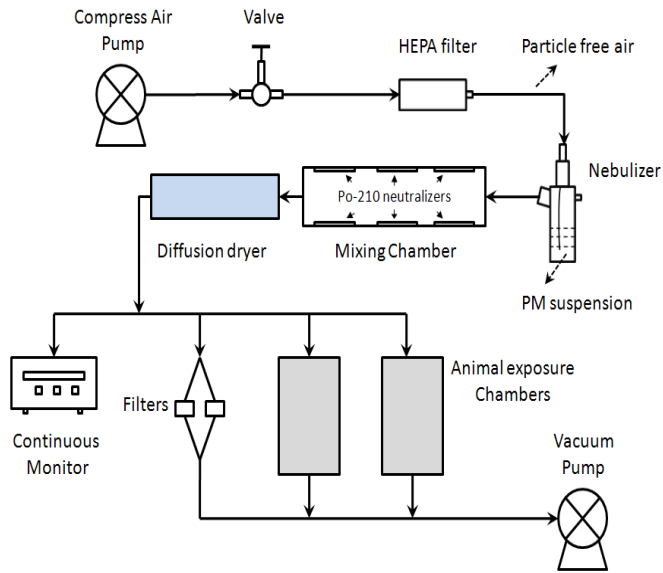 Compress Air
Pump
Valve
HEPA filter
Particle free air
Nebulizer
Po-210 neutralizers
Diffusion dryer
Mixing Chamber
PM suspension
Filters
Animal exposure
Chambers
Continuous
Monitor
Vacuum
Pump